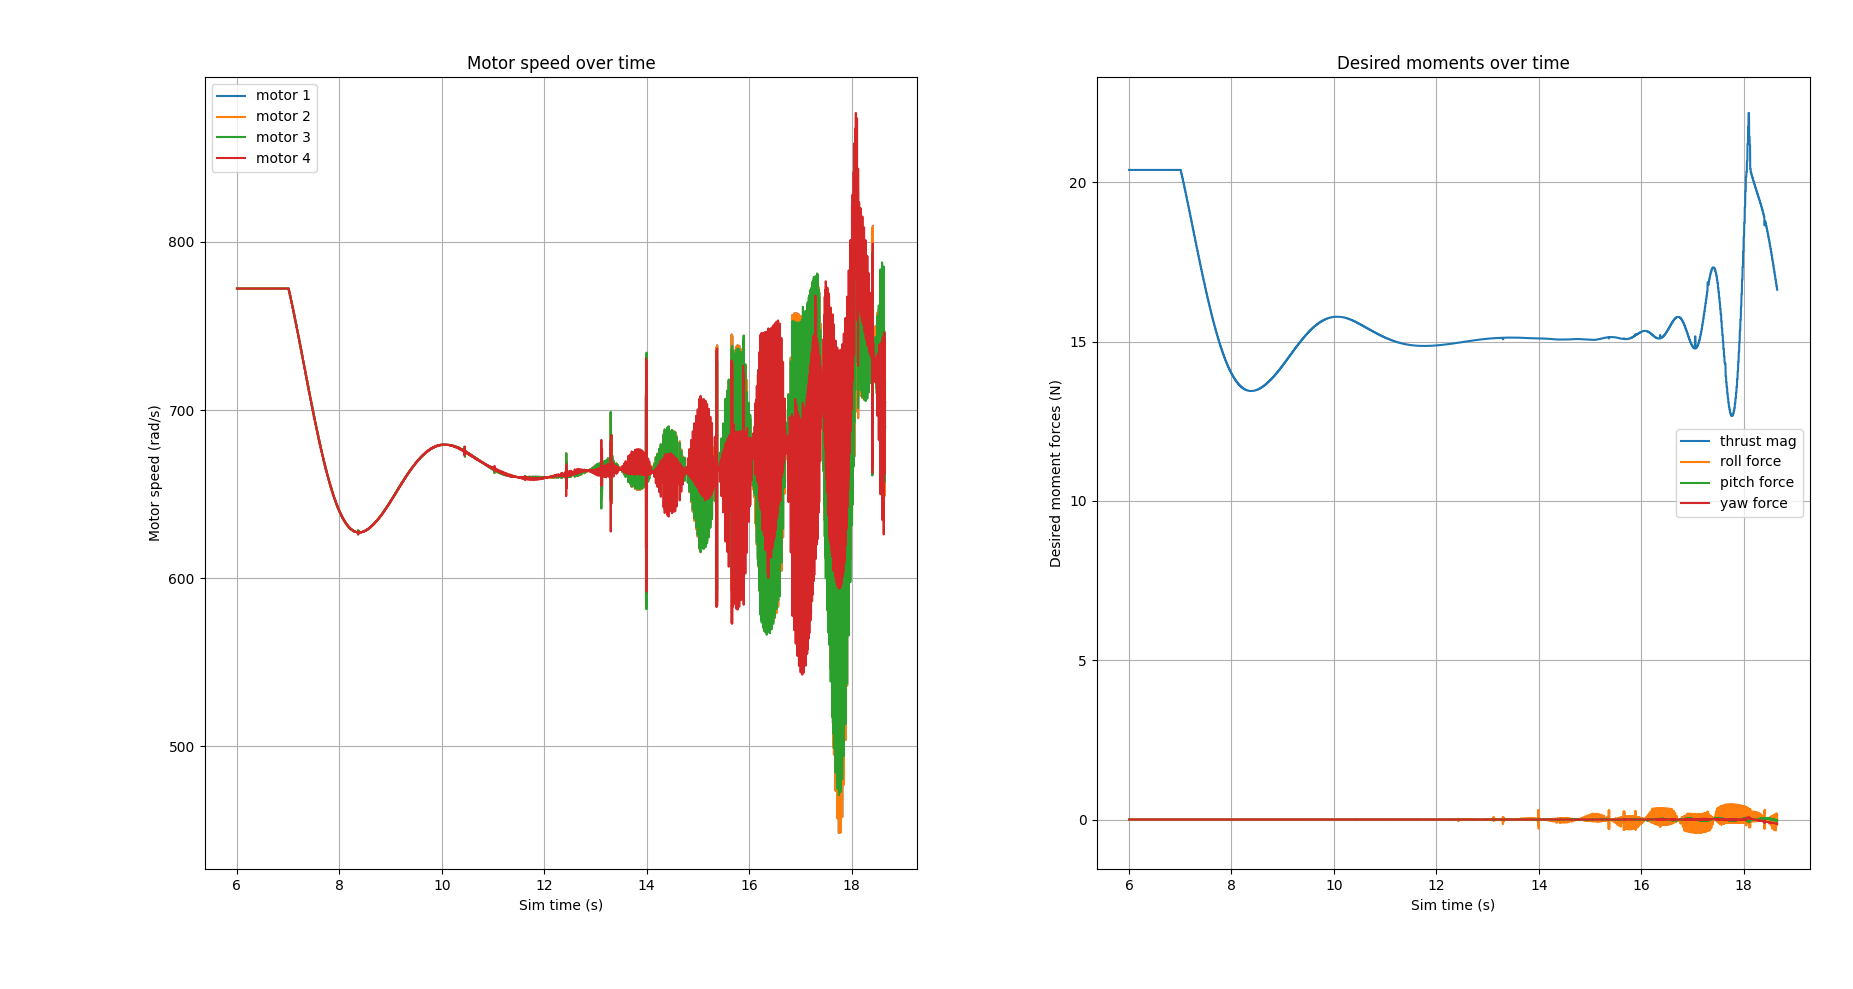 Motor speed over time
motor 1
motor 2
motor 3
motor 4
800
700
600
500
Motor speed (rad/s)
6 8 10 12 14 16 18
Sim time (s)
Desired moments over time
20
15
10
5
0
Desired moment forces (N)
thrust mag
roll force
pitch force
yaw force
6 8 10 12 14 16 18
Sim time (s)